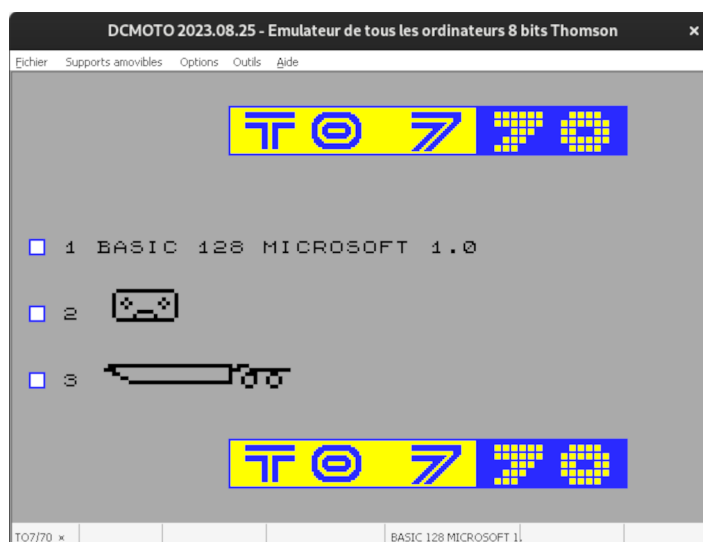 DCMOTO 2023.08.25 - Emulateur de tous les ordinateurs 8 bits Thomson ×
Fichier Supports amovibles Options Outils Aide
TO 7 70
1 BASIC 128 MICROSOFT 1.0
2
3
TO 7 70
TO7/70 × BASIC 128 MICROSOFT 1.